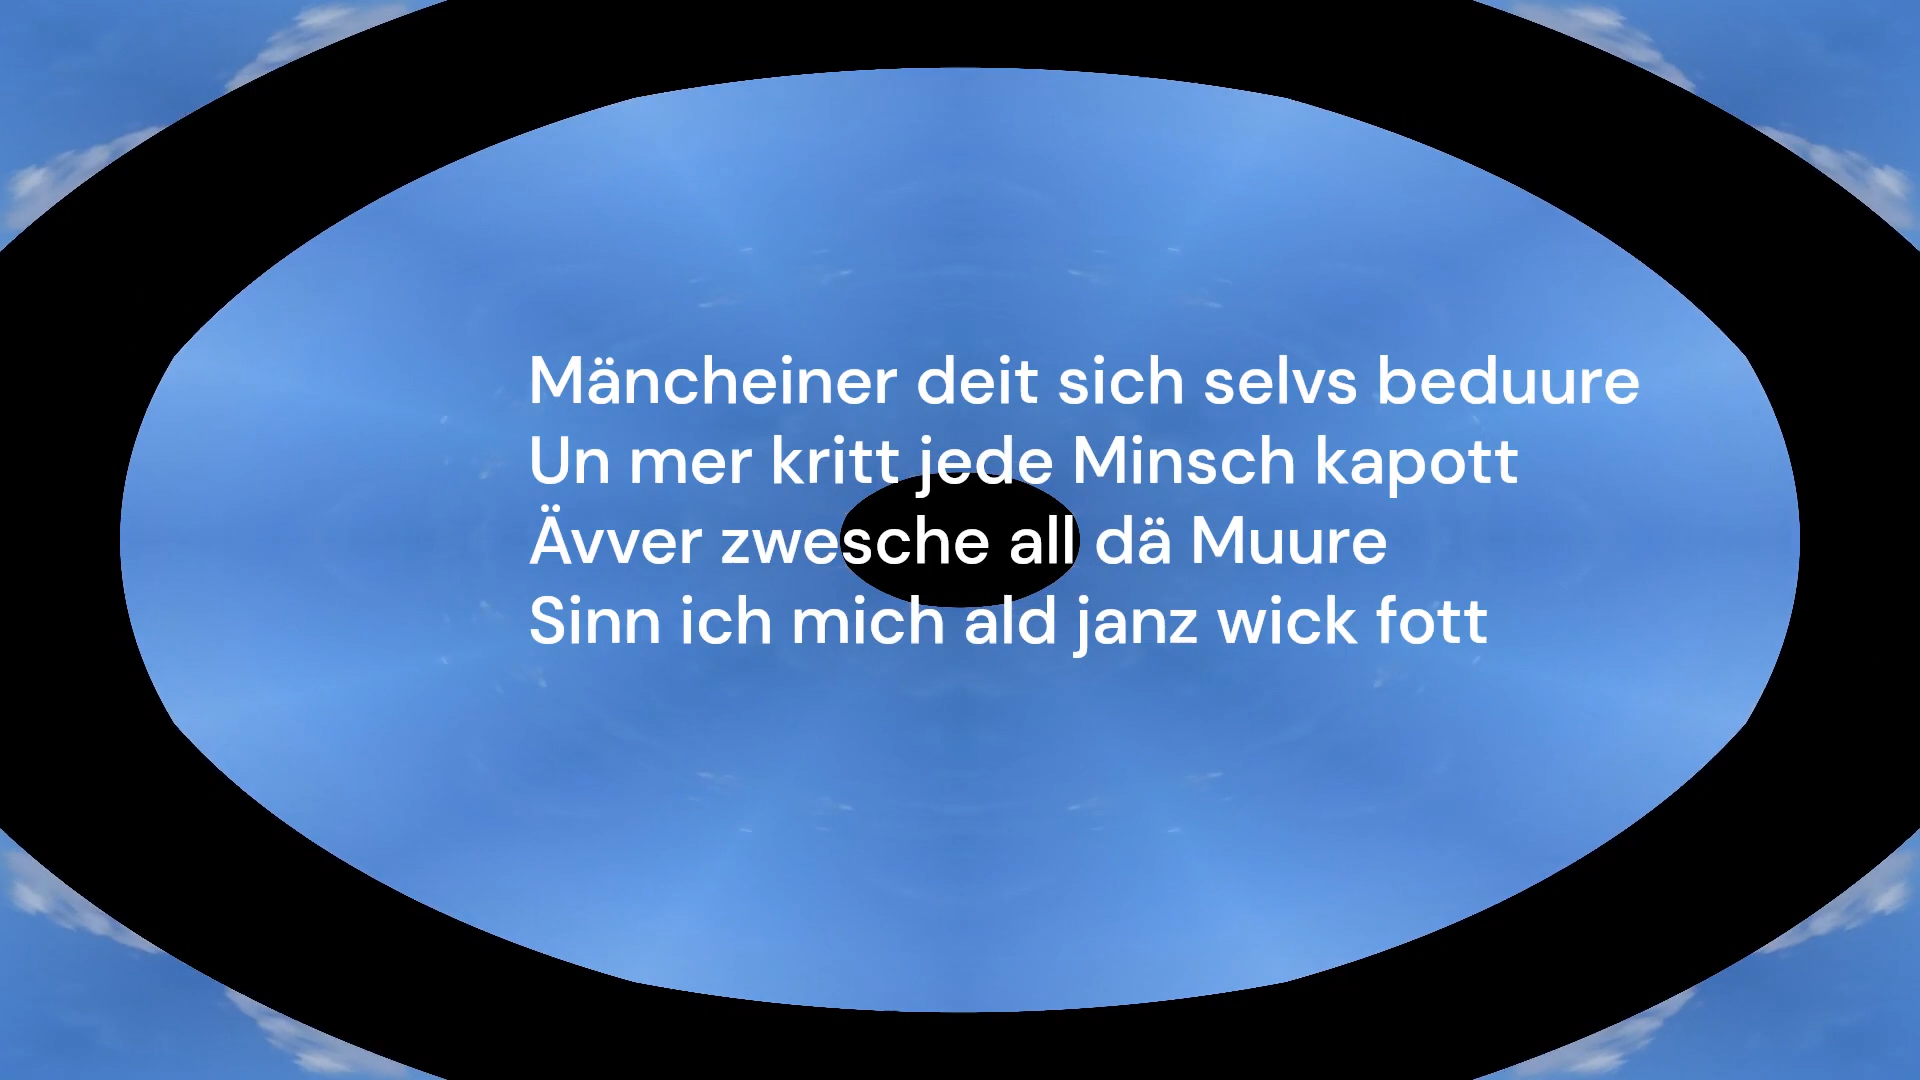 Mäncheiner deit sich selvs beduure
Un mer kritt jede Minsch kapott
Ävver zwesche all dä Muure
Sinn ich mich ald janz wick fott